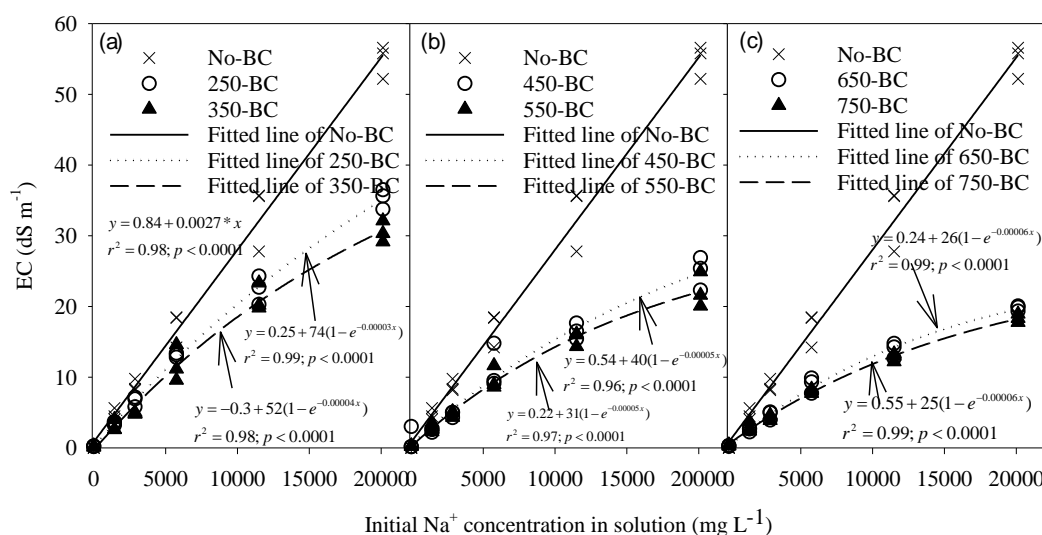 EC (dS m⁻¹)
60
50
40
30
20
10
0
(a)
No-BC
250-BC
350-BC
Fitted line of No-BC
Fitted line of 250-BC
Fitted line of 350-BC
y = 0.84 + 0.0027 * x
r² = 0.98; p < 0.0001
y = 0.25 + 74(1 − e^−0.00003x)
r² = 0.99; p < 0.0001
y = −0.3 + 52(1 − e^−0.00004x)
r² = 0.98; p < 0.0001
(b)
No-BC
450-BC
550-BC
Fitted line of No-BC
Fitted line of 450-BC
Fitted line of 550-BC
y = 0.54 + 40(1 − e^−0.00005x)
r² = 0.96; p < 0.0001
y = 0.22 + 31(1 − e^−0.00005x)
r² = 0.97; p < 0.0001
(c)
No-BC
650-BC
750-BC
Fitted line of No-BC
Fitted line of 650-BC
Fitted line of 750-BC
y = 0.24 + 26(1 − e^−0.00006x)
r² = 0.99; p < 0.0001
y = 0.55 + 25(1 − e^−0.00006x)
r² = 0.99; p < 0.0001
0 5000 10000 15000 20000 0 5000 10000 15000 20000 0 5000 10000 15000 20000
Initial Na⁺ concentration in solution (mg L⁻¹)